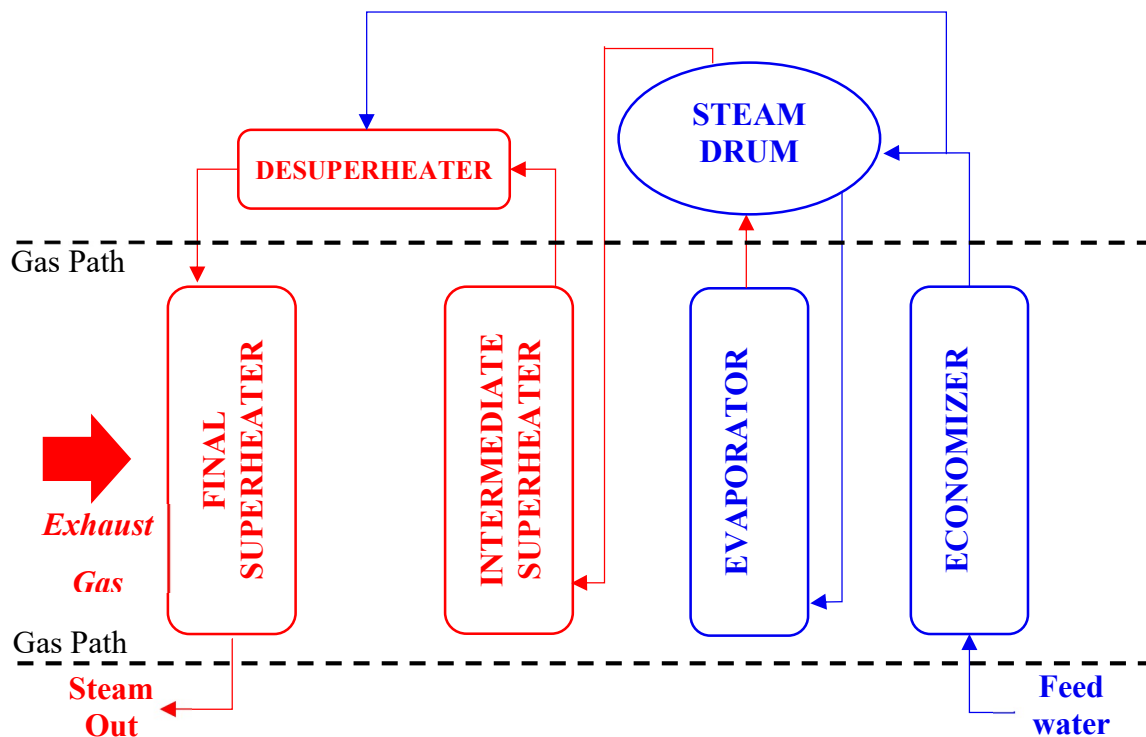 STEAM
DRUM
DESUPERHEATER
Gas Path
FINAL
SUPERHEATER
INTERMEDIATE
SUPERHEATER
EVAPORATOR
ECONOMIZER
Exhaust
Gas
Gas Path
Steam
Out
Feed
water